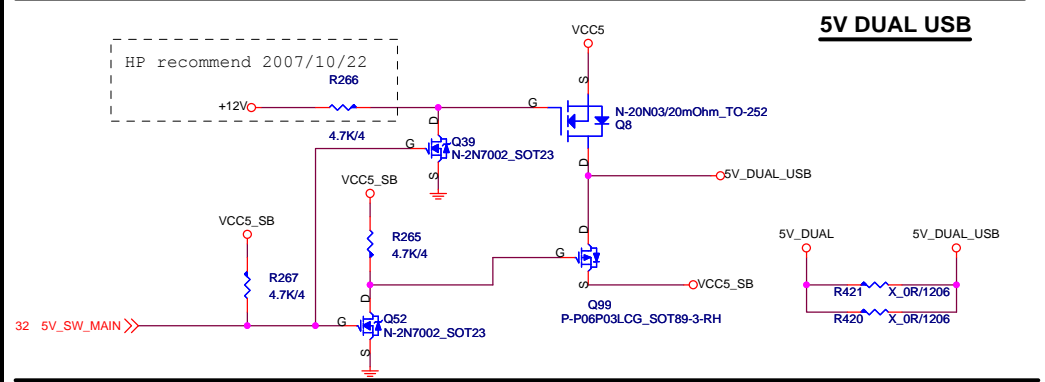 5V DUAL USB
HP recommend 2007/10/22
R266
+12V
4.7K/4
VCC5
S
G
D
N-20N03/20mOhm_TO-252
Q8
D
G
S
Q39
N-2N7002_SOT23
5V_DUAL_USB
VCC5_SB
R265
4.7K/4
VCC5_SB
R267
4.7K/4
D
G
S
Q99
P-P06P03LCG_SOT89-3-RH
VCC5_SB
32 5V_SW_MAIN
D
G
S
Q52
N-2N7002_SOT23
5V_DUAL
5V_DUAL_USB
R421 X_0R/1206
R420 X_0R/1206